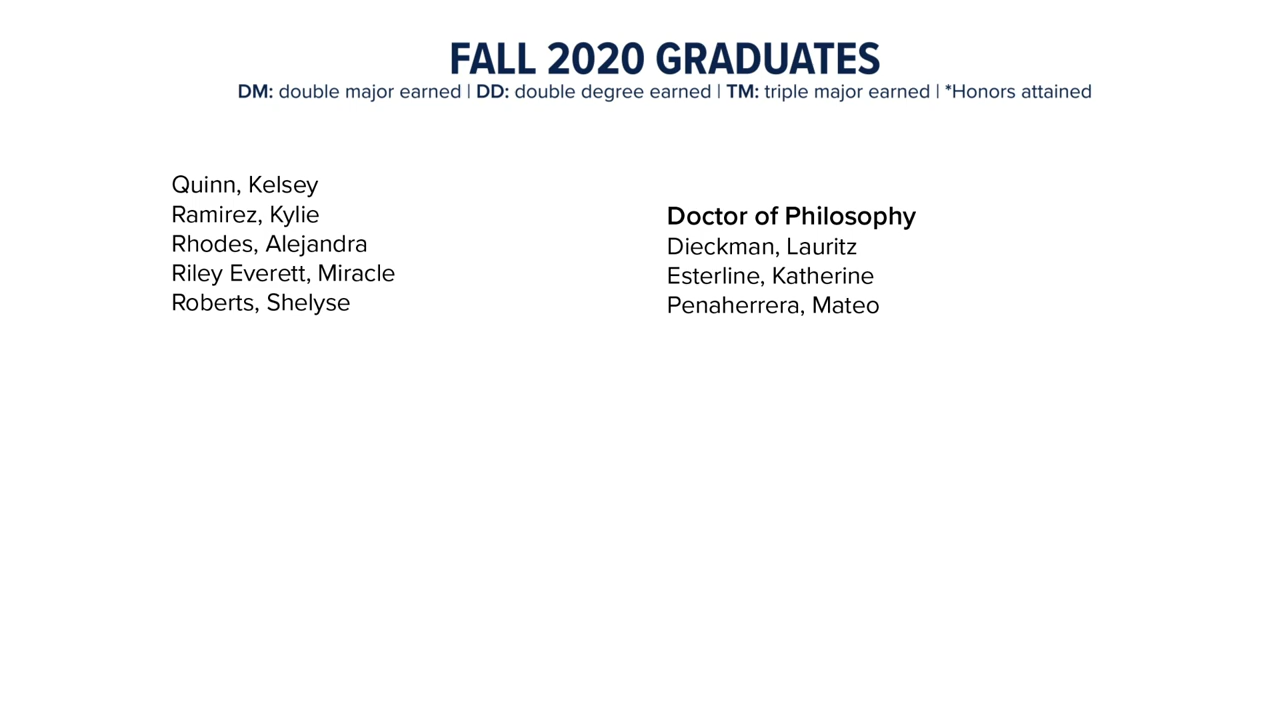 FALL 2020 GRADUATES
DM: double major earned | DD: double degree earned | TM: triple major earned | *Honors attained
Quinn, Kelsey
Ramirez, Kylie
Rhodes, Alejandra
Riley Everett, Miracle
Roberts, Shelyse
Doctor of Philosophy
Dieckman, Lauritz
Esterline, Katherine
Penaherrera, Mateo